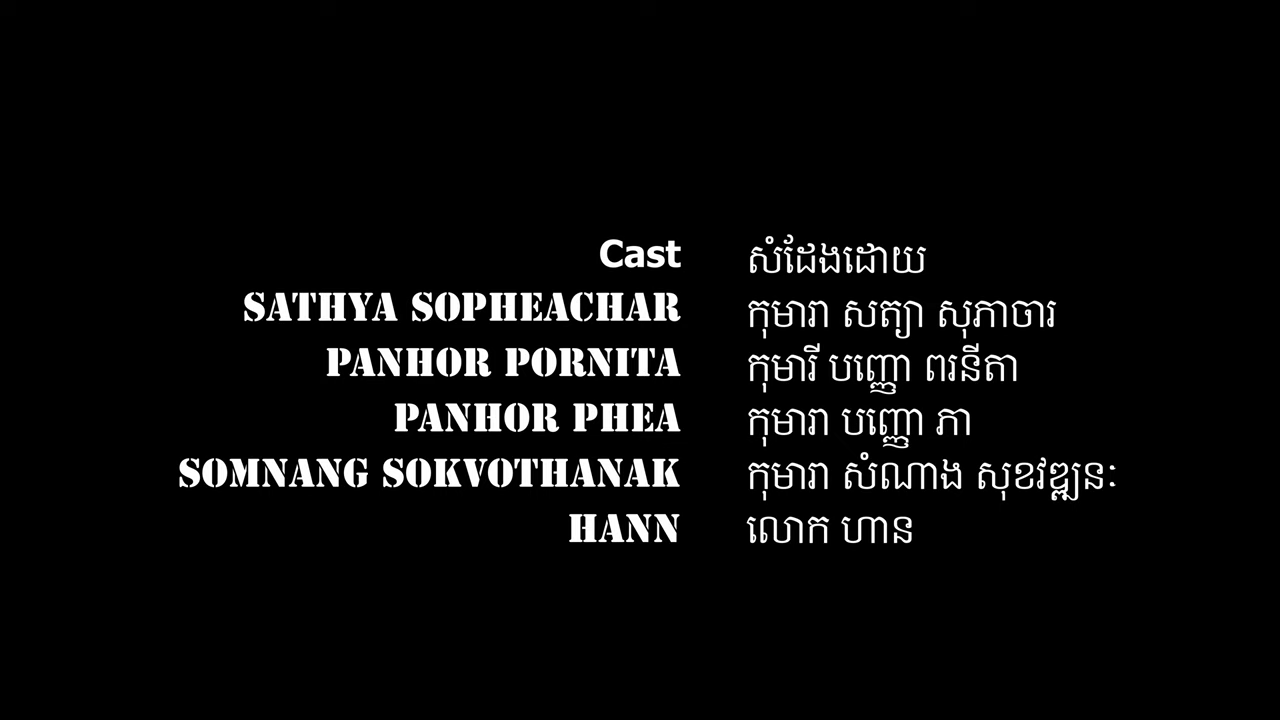 Cast សំដែងដោយ
SATHYA SOPHEACHAR កុមារា សត្យា សុភាចារ
PANHOR PORNITA កុមារី បញ្ញោ ពរនីតា
PANHOR PHEA កុមារា បញ្ញោ ភា
SOMNANG SOKVOTHANAK កុមារា សំណាង សុខវឌ្ឍនៈ
HANN លោក ហាន